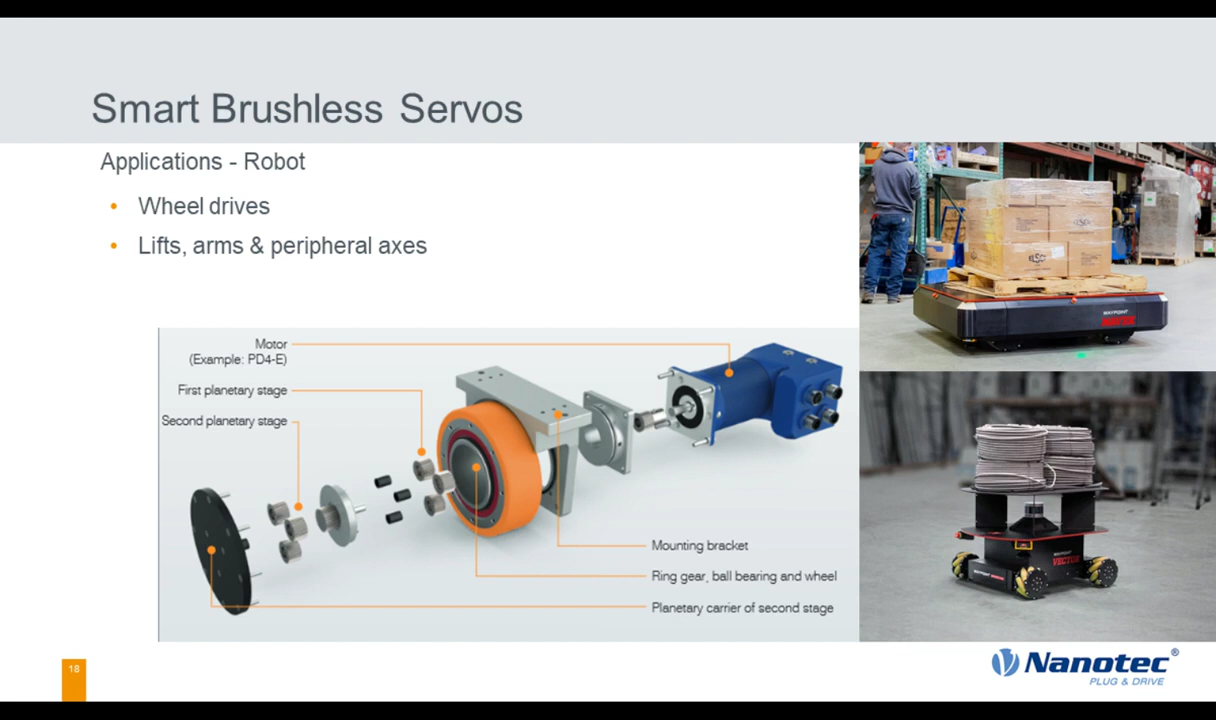 Smart Brushless Servos
Applications - Robot
• Wheel drives
• Lifts, arms & peripheral axes
Motor
(Example: PD4-E)
First planetary stage
Second planetary stage
Mounting bracket
Ring gear, ball bearing and wheel
Planetary carrier of second stage
VECTOR
18
Nanotec®
PLUG & DRIVE